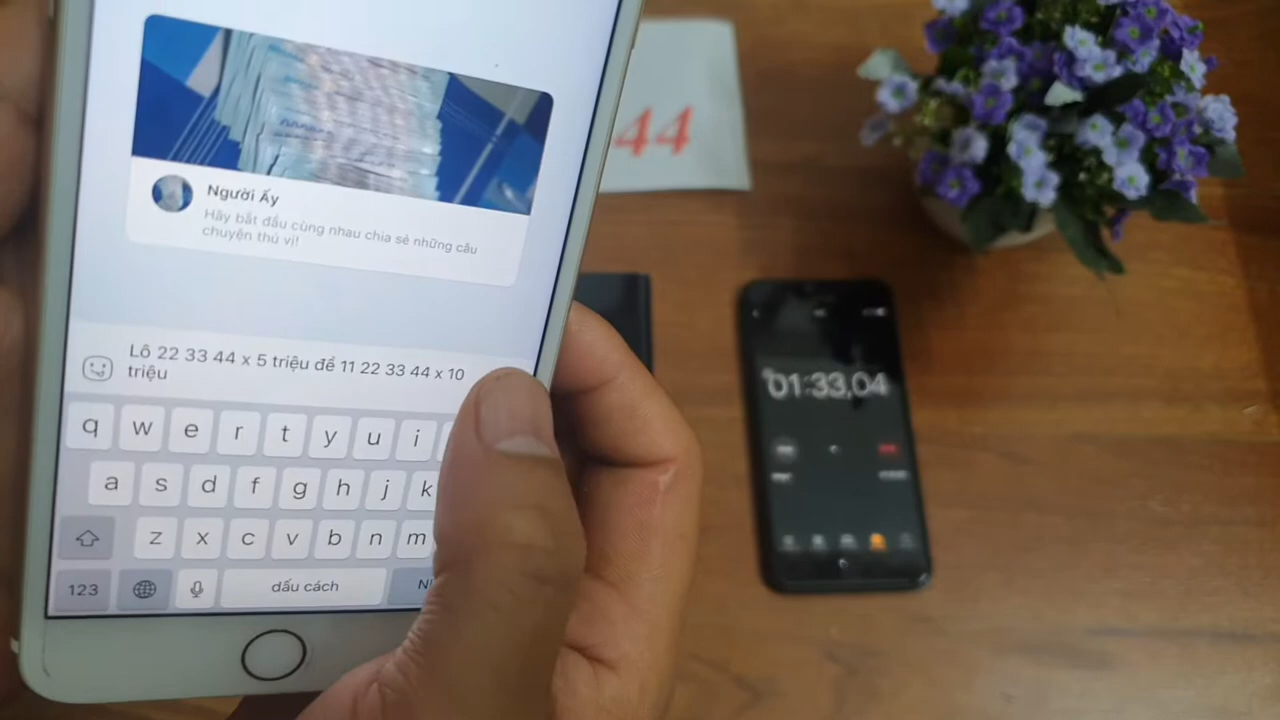 Người Ấy
Hãy bắt đầu cùng nhau chia sẻ những câu
chuyện thú vị!
Lô 22 33 44 x 5 triệu đề 11 22 33 44 x 10
triệu
q w e r t y u i
a s d f g h j k
z x c v b n m
123 dấu cách
44
01:33,04